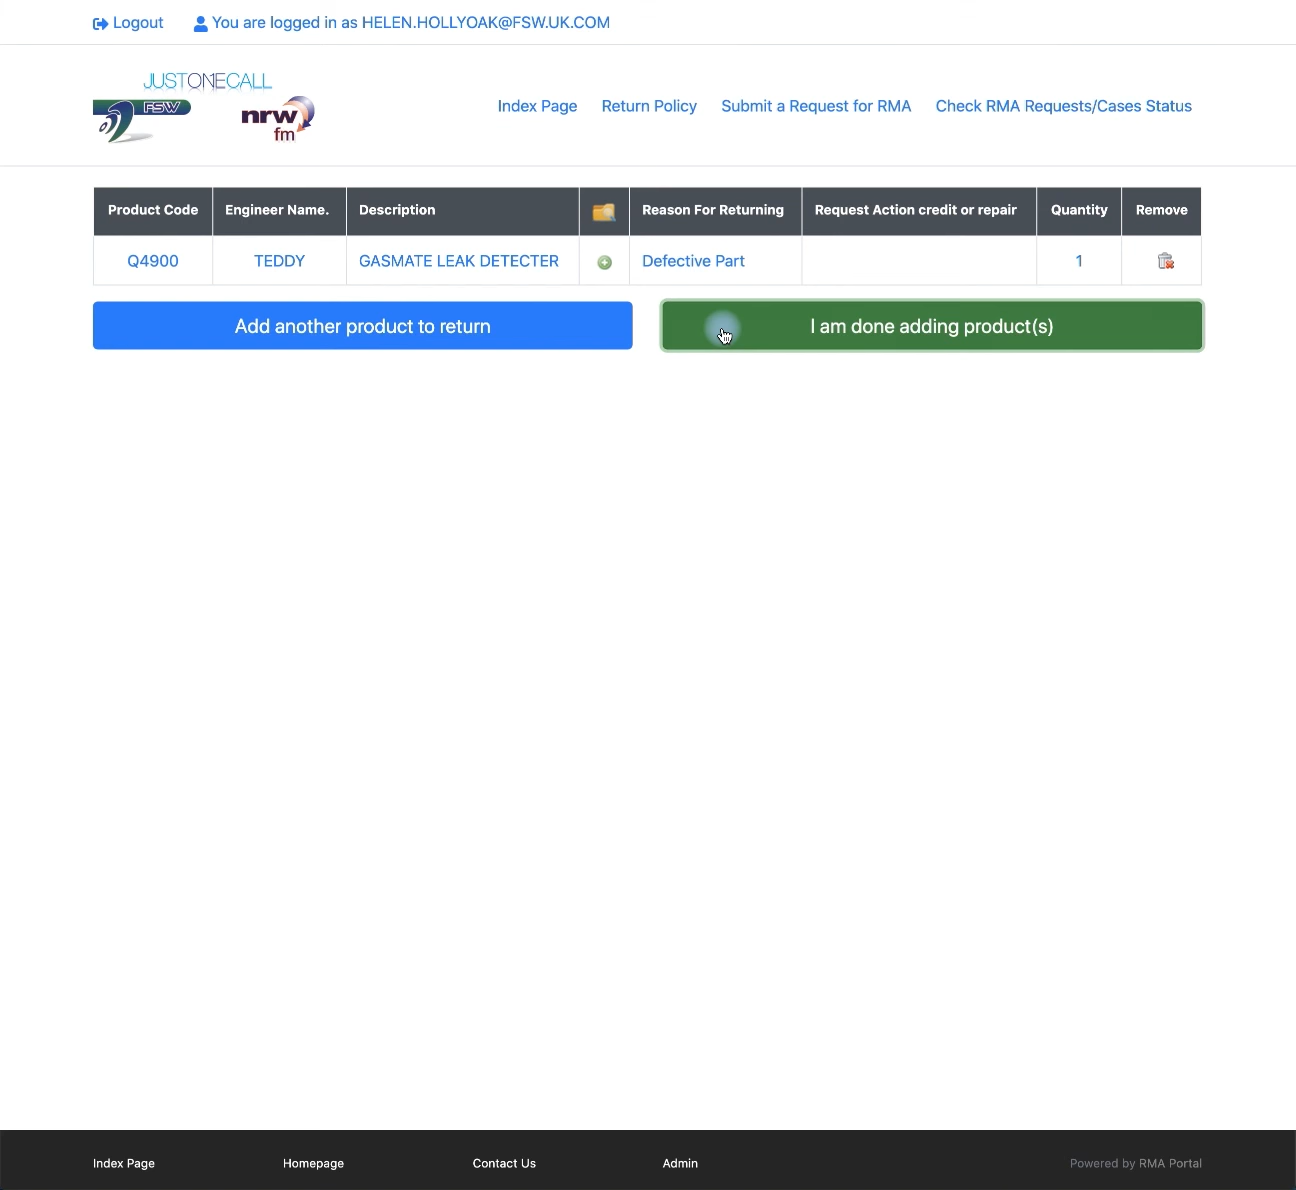 Logout You are logged in as HELEN.HOLLYOAK@FSW.UK.COM
JUSTONECALL
FSW
nrw
fm
Index Page Return Policy Submit a Request for RMA Check RMA Requests/Cases Status
Product Code Engineer Name. Description Reason For Returning Request Action credit or repair Quantity Remove
Q4900 TEDDY GASMATE LEAK DETECTER Defective Part 1
Add another product to return I am done adding product(s)
Index Page Homepage Contact Us Admin Powered by RMA Portal